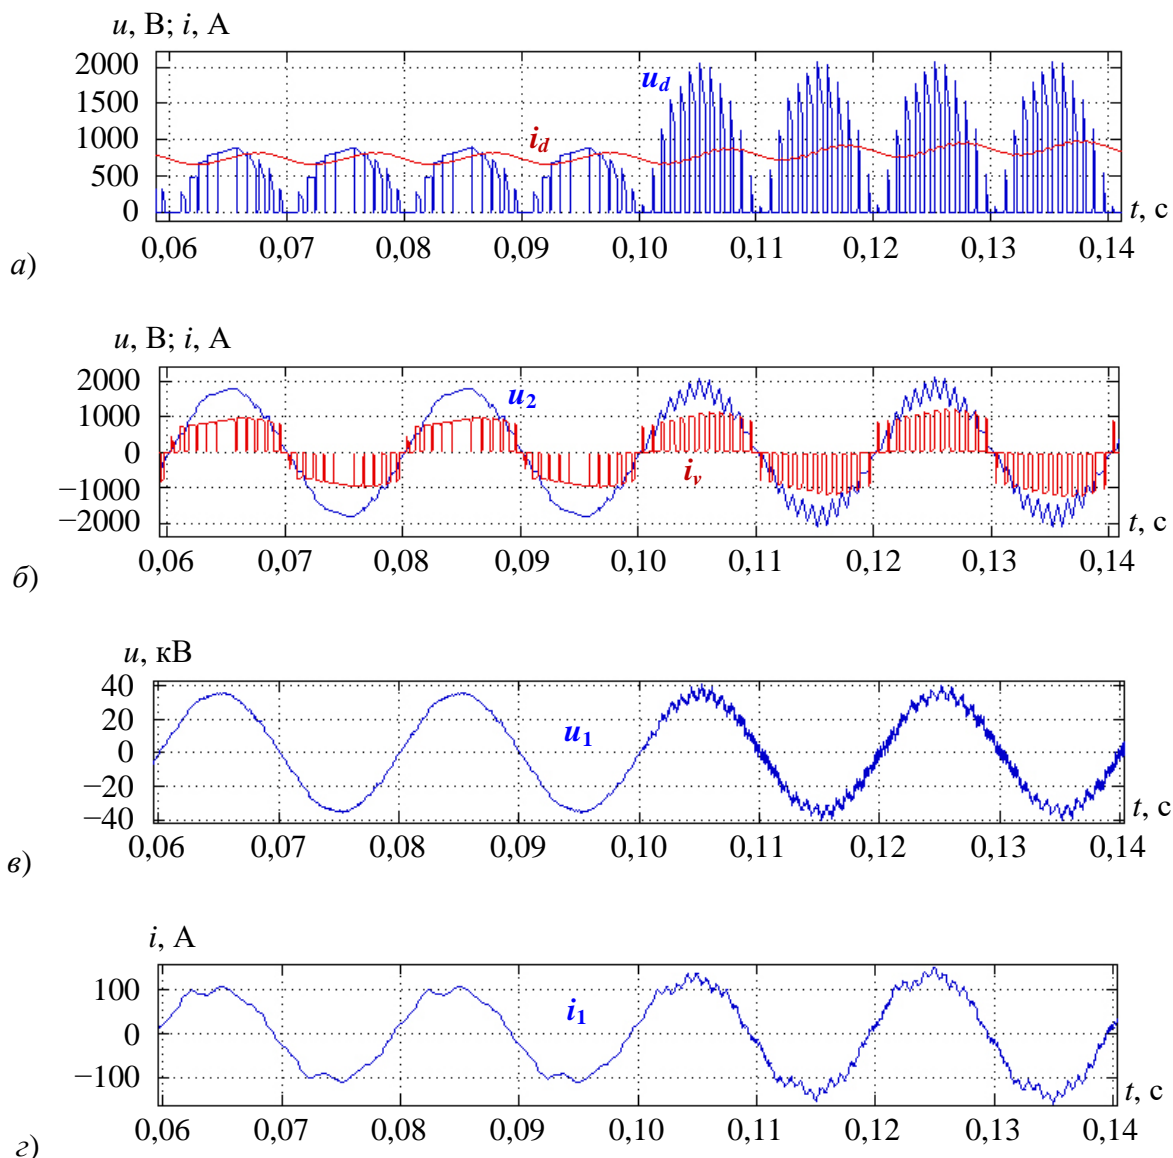 u, В; i, А
2000
1500
1000
500
0
u_d
i_d
t, с
0,06 0,07 0,08 0,09 0,10 0,11 0,12 0,13 0,14
а)
u, В; i, А
2000
1000
0
−1000
−2000
u_2
i_v
t, с
0,06 0,07 0,08 0,09 0,10 0,11 0,12 0,13 0,14
б)
u, кВ
40
20
0
−20
−40
u_1
t, с
0,06 0,07 0,08 0,09 0,10 0,11 0,12 0,13 0,14
в)
i, А
100
0
−100
i_1
t, с
0,06 0,07 0,08 0,09 0,10 0,11 0,12 0,13 0,14
г)